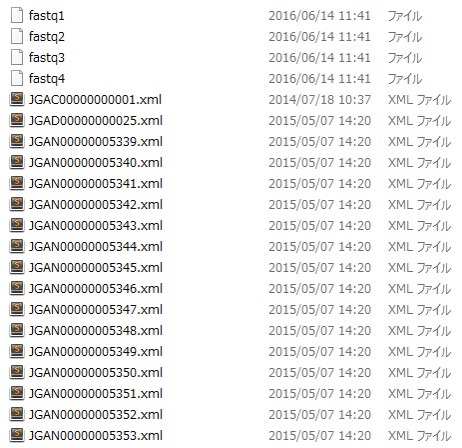 fastq1 2016/06/14 11:41 ファイル
fastq2 2016/06/14 11:41 ファイル
fastq3 2016/06/14 11:41 ファイル
fastq4 2016/06/14 11:41 ファイル
JGAC00000000001.xml 2014/07/18 10:37 XML ファイル
JGAD00000000025.xml 2015/05/07 14:20 XML ファイル
JGAN00000005339.xml 2015/05/07 14:20 XML ファイル
JGAN00000005340.xml 2015/05/07 14:20 XML ファイル
JGAN00000005341.xml 2015/05/07 14:20 XML ファイル
JGAN00000005342.xml 2015/05/07 14:20 XML ファイル
JGAN00000005343.xml 2015/05/07 14:20 XML ファイル
JGAN00000005344.xml 2015/05/07 14:20 XML ファイル
JGAN00000005345.xml 2015/05/07 14:20 XML ファイル
JGAN00000005346.xml 2015/05/07 14:20 XML ファイル
JGAN00000005347.xml 2015/05/07 14:20 XML ファイル
JGAN00000005348.xml 2015/05/07 14:20 XML ファイル
JGAN00000005349.xml 2015/05/07 14:20 XML ファイル
JGAN00000005350.xml 2015/05/07 14:20 XML ファイル
JGAN00000005351.xml 2015/05/07 14:20 XML ファイル
JGAN00000005352.xml 2015/05/07 14:20 XML ファイル
JGAN00000005353.xml 2015/05/07 14:20 XML ファイル